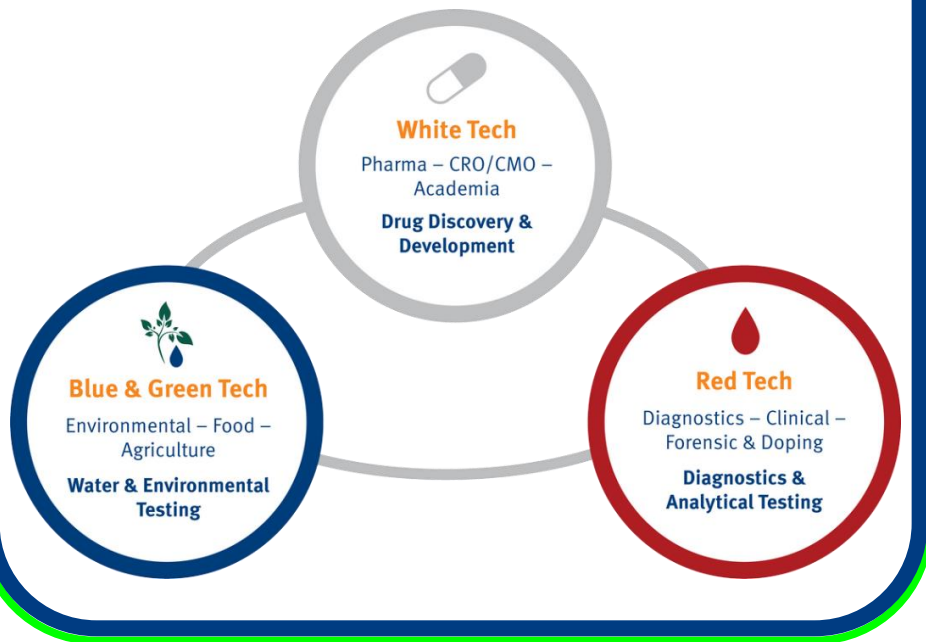 White Tech
Pharma – CRO/CMO –
Academia
Drug Discovery &
Development
Blue & Green Tech
Environmental – Food –
Agriculture
Water & Environmental
Testing
Red Tech
Diagnostics – Clinical –
Forensic & Doping
Diagnostics &
Analytical Testing